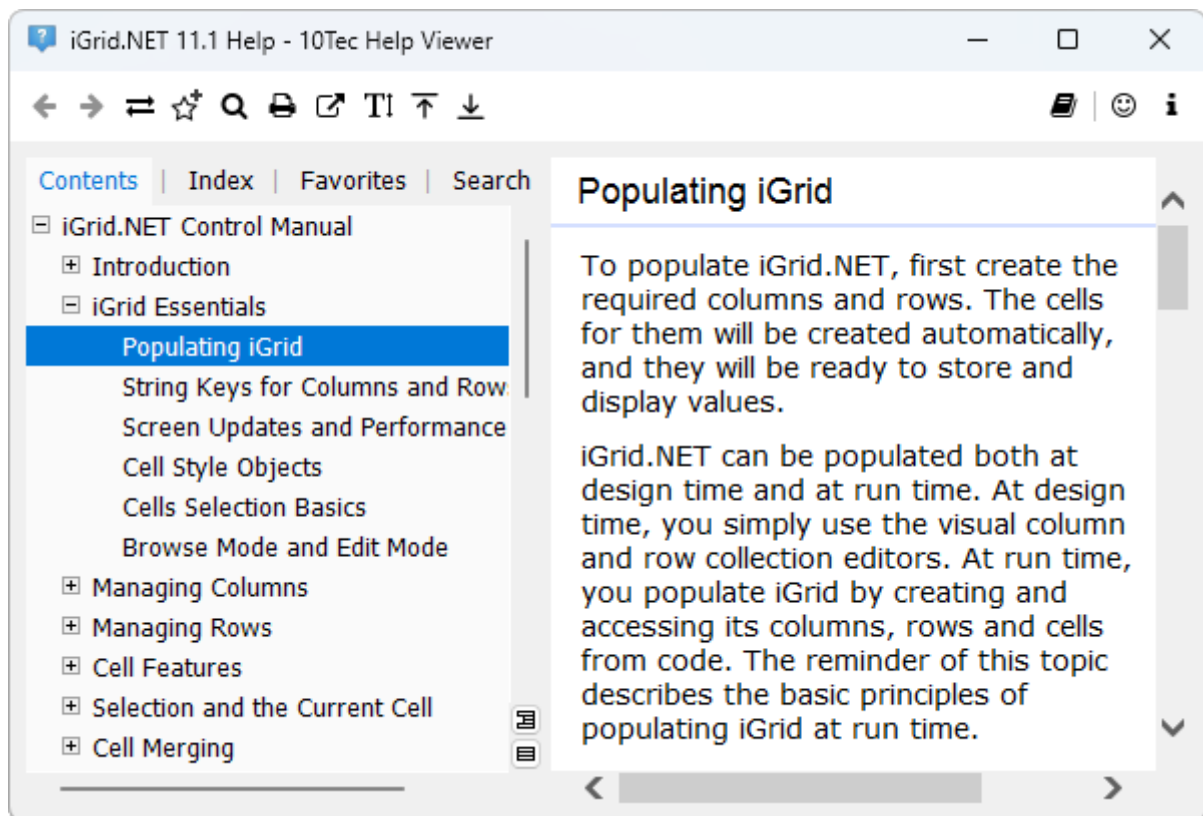 iGrid.NET 11.1 Help - 10Tec Help Viewer
Contents | Index | Favorites | Search
iGrid.NET Control Manual
Introduction
iGrid Essentials
Populating iGrid
String Keys for Columns and Row
Screen Updates and Performance
Cell Style Objects
Cells Selection Basics
Browse Mode and Edit Mode
Managing Columns
Managing Rows
Cell Features
Selection and the Current Cell
Cell Merging
Populating iGrid
To populate iGrid.NET, first create the
required columns and rows. The cells
for them will be created automatically,
and they will be ready to store and
display values.
iGrid.NET can be populated both at
design time and at run time. At design
time, you simply use the visual column
and row collection editors. At run time,
you populate iGrid by creating and
accessing its columns, rows and cells
from code. The reminder of this topic
describes the basic principles of
populating iGrid at run time.